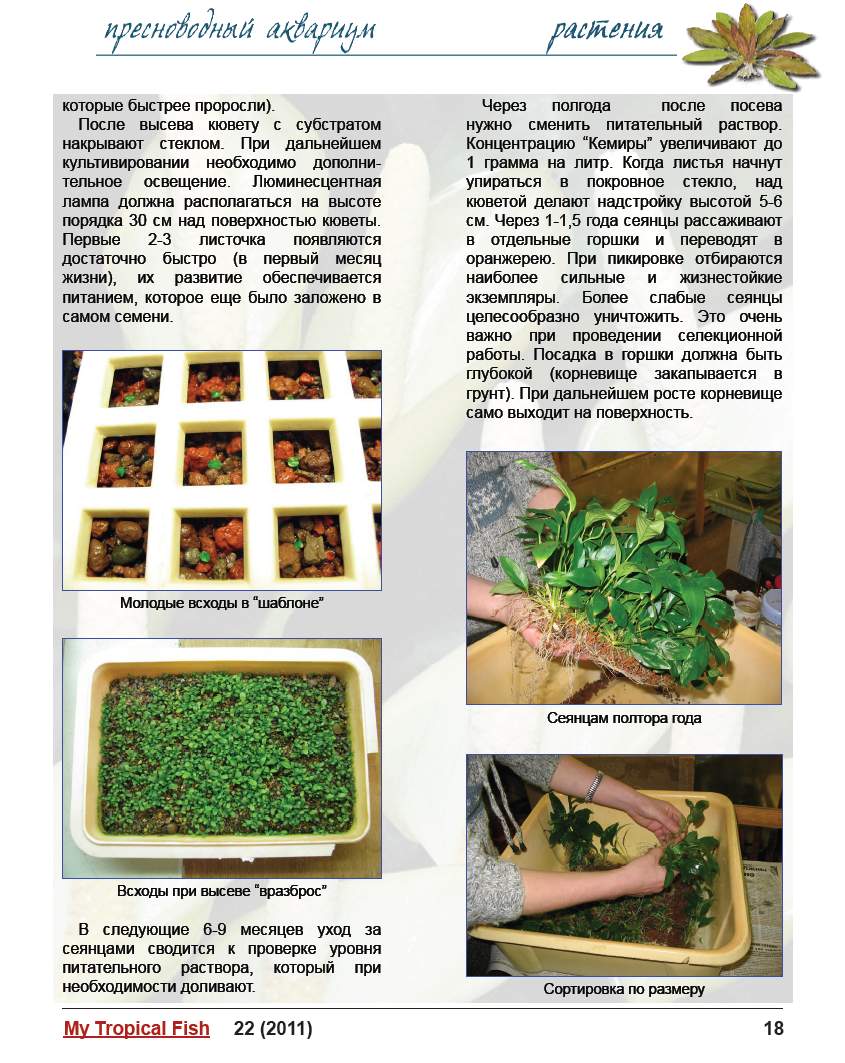 пресноводный аквариум
растения
которые быстрее проросли).
После высева кювету с субстратом
накрывают стеклом. При дальнейшем
культивировании необходимо дополни-
тельное освещение. Люминесцентная
лампа должна располагаться на высоте
порядка 30 см над поверхностью кюветы.
Первые 2-3 листочка появляются
достаточно быстро (в первый месяц
жизни), их развитие обеспечивается
питанием, которое еще было заложено в
самом семени.
Молодые всходы в “шаблоне”
Всходы при высеве “вразброс”
В следующие 6-9 месяцев уход за
сеянцами сводится к проверке уровня
питательного раствора, который при
необходимости доливают.
Через полгода после посева
нужно сменить питательный раствор.
Концентрацию “Кемиры” увеличивают до
1 грамма на литр. Когда листья начнут
упираться в покровное стекло, над
кюветой делают надстройку высотой 5-6
см. Через 1-1,5 года сеянцы рассаживают
в отдельные горшки и переводят в
оранжерею. При пикировке отбираются
наиболее сильные и жизнестойкие
экземпляры. Более слабые сеянцы
целесообразно уничтожить. Это очень
важно при проведении селекционной
работы. Посадка в горшки должна быть
глубокой (корневище закапывается в
грунт). При дальнейшем росте корневище
само выходит на поверхность.
Сеянцам полтора года
Сортировка по размеру
My Tropical Fish 22 (2011)
18